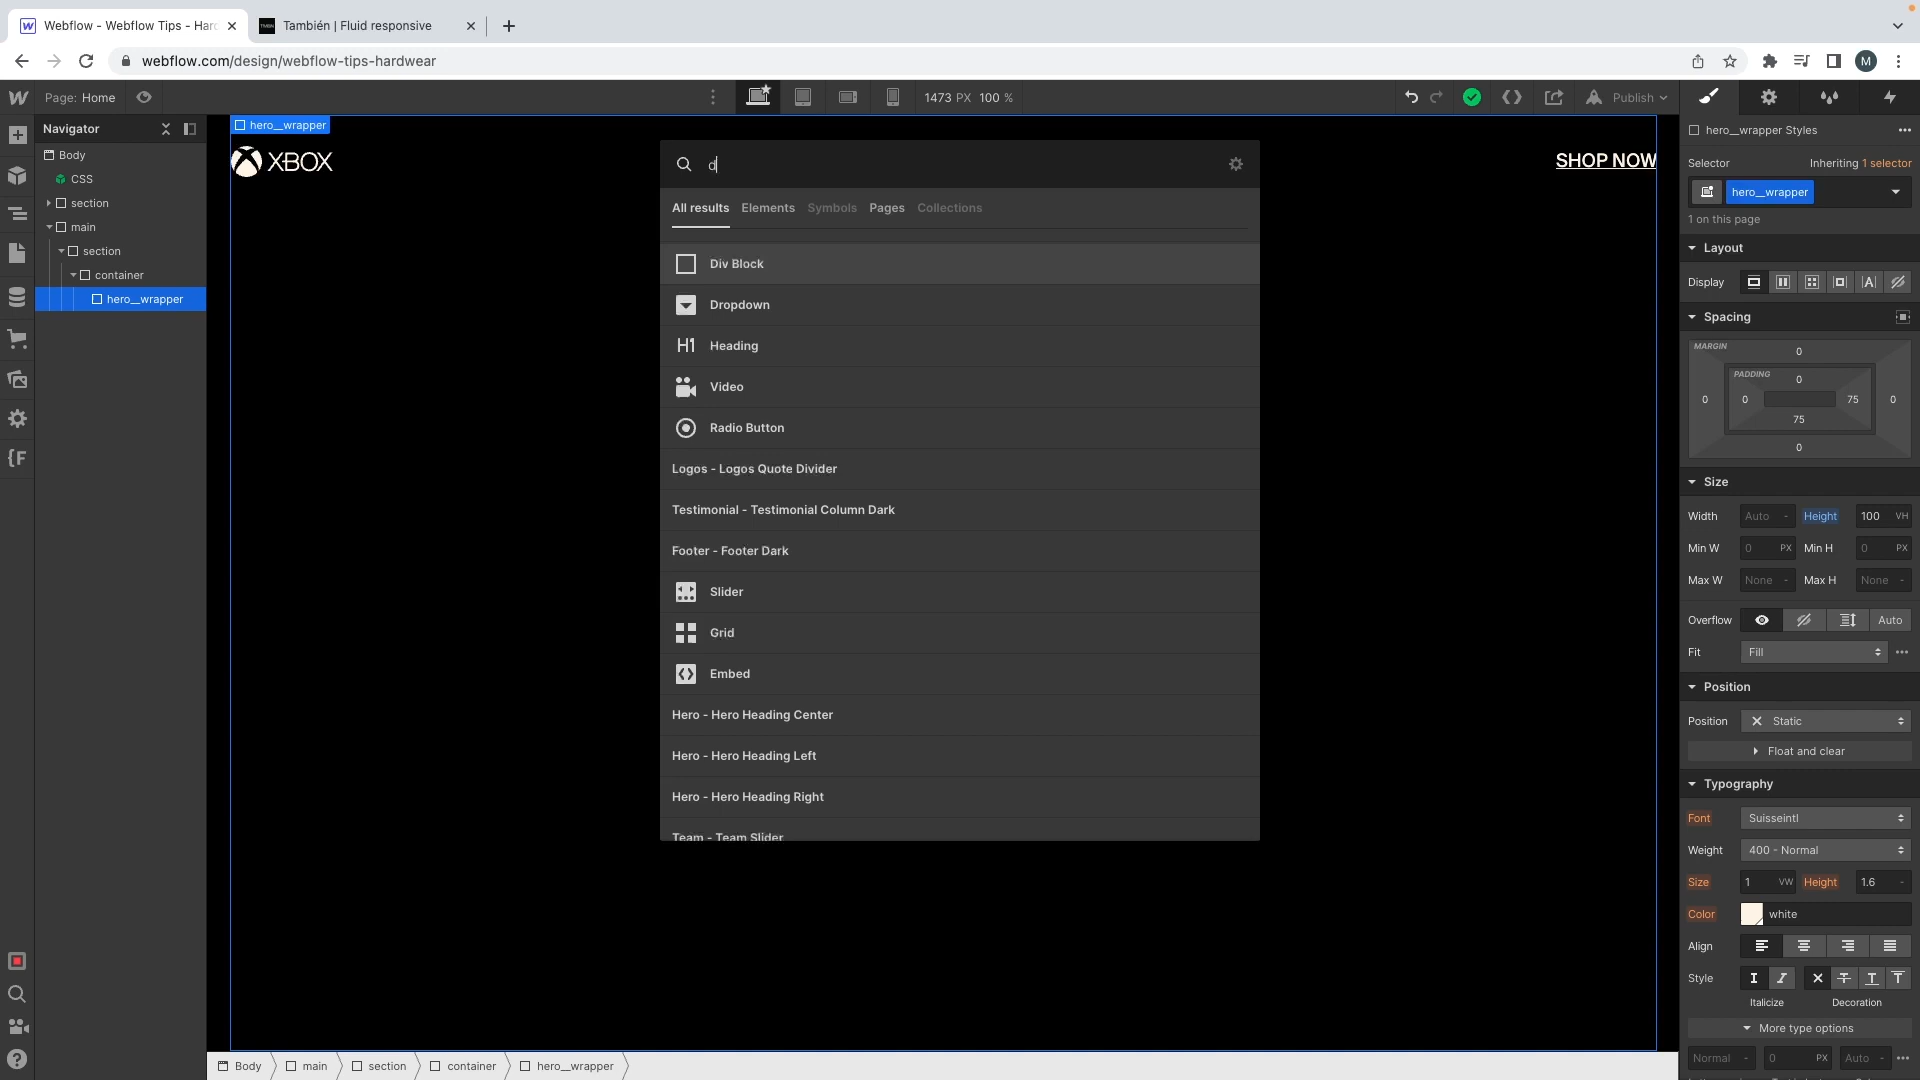 Webflow - Webflow Tips - Hard
También | Fluid responsive
webflow.com/design/webflow-tips-hardwear
M
Page: Home
1473 PX 100 %
Publish
Navigator
Body
CSS
section
main
section
container
hero__wrapper
hero__wrapper
XBOX
SHOP NOW
d
All results Elements Symbols Pages Collections
Div Block
Dropdown
H1 Heading
Video
Radio Button
Logos - Logos Quote Divider
Testimonial - Testimonial Column Dark
Footer - Footer Dark
Slider
Grid
Embed
Hero - Hero Heading Center
Hero - Hero Heading Left
Hero - Hero Heading Right
Team - Team Slider
Body main section container hero__wrapper
hero__wrapper Styles
Selector Inheriting 1 selector
hero__wrapper
1 on this page
Layout
Display
Spacing
MARGIN
0
PADDING
0
0 0 75 0
75
0
Size
Width Auto - Height 100 VH
Min W 0 PX Min H 0 PX
Max W None - Max H None -
Overflow Auto
Fit Fill
Position
Position Static
Float and clear
Typography
Font Suisseintl
Weight 400 - Normal
Size 1 VW Height 1.6 -
Color white
Align
Style
Italicize Decoration
More type options
Normal - 0 PX Auto -